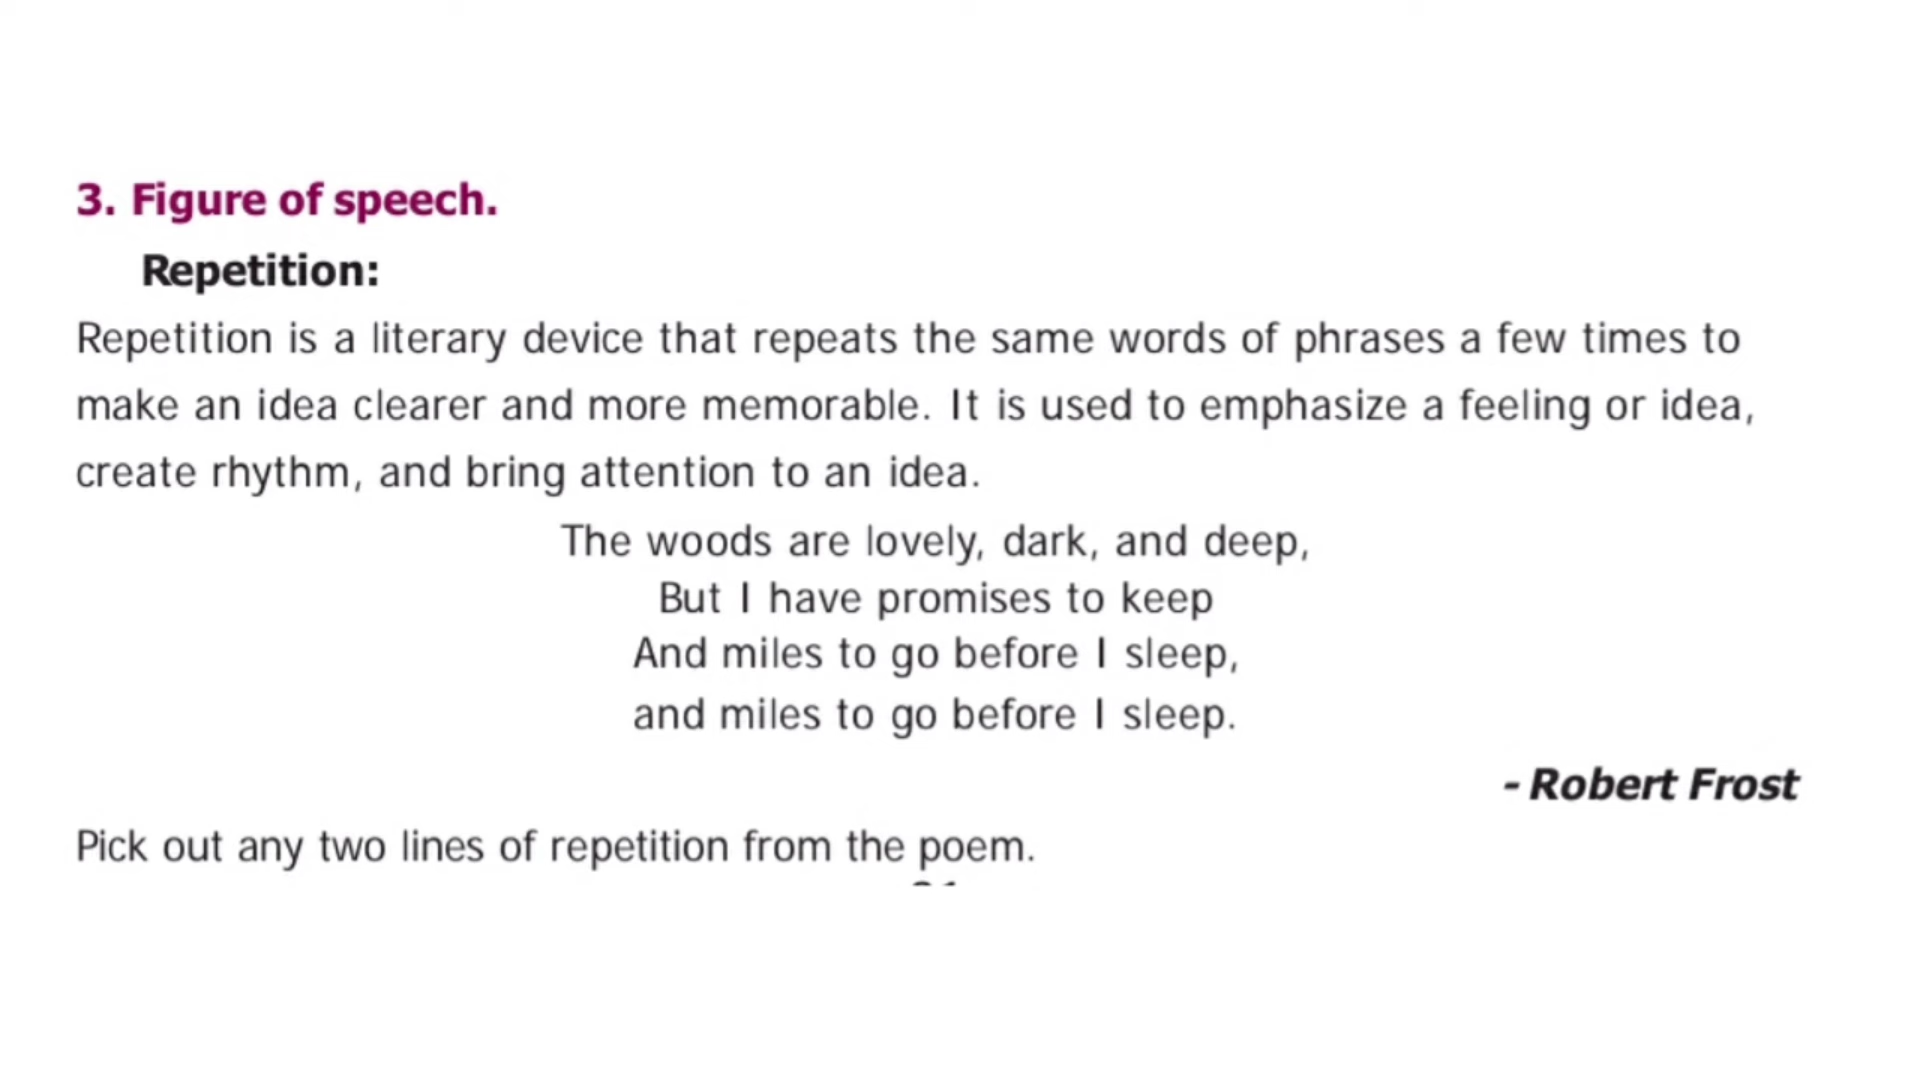 3. Figure of speech.
Repetition:
Repetition is a literary device that repeats the same words of phrases a few times to
make an idea clearer and more memorable. It is used to emphasize a feeling or idea,
create rhythm, and bring attention to an idea.
The woods are lovely, dark, and deep,
But I have promises to keep
And miles to go before I sleep,
and miles to go before I sleep.
- Robert Frost
Pick out any two lines of repetition from the poem.